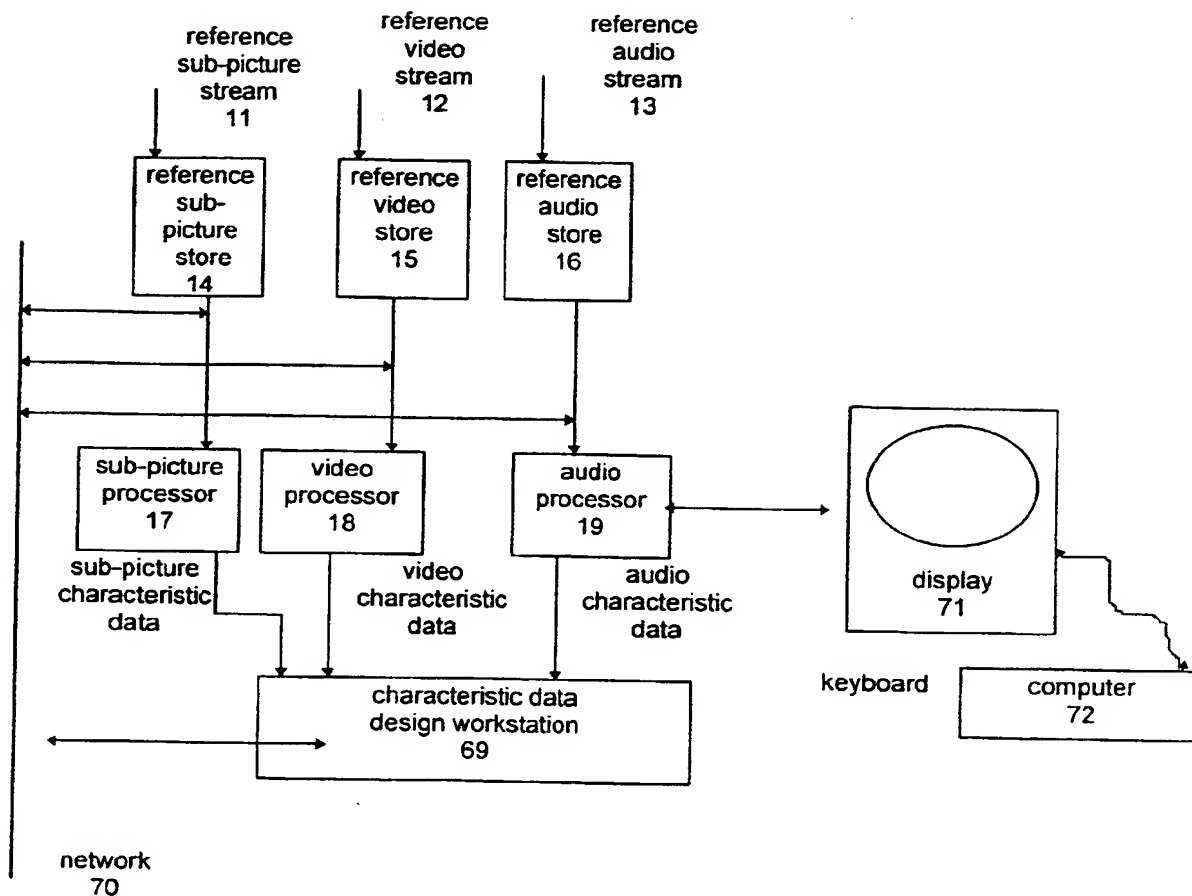 reference
sub-picture
stream
11
reference
video
stream
12
reference
audio
stream
13
reference
sub-
picture
store
14
reference
video
store
15
reference
audio
store
16
sub-picture
processor
17
video
processor
18
audio
processor
19
display
71
sub-picture
characteristic
data
video
characteristic
data
audio
characteristic
data
keyboard
computer
72
characteristic data
design workstation
69
network
70